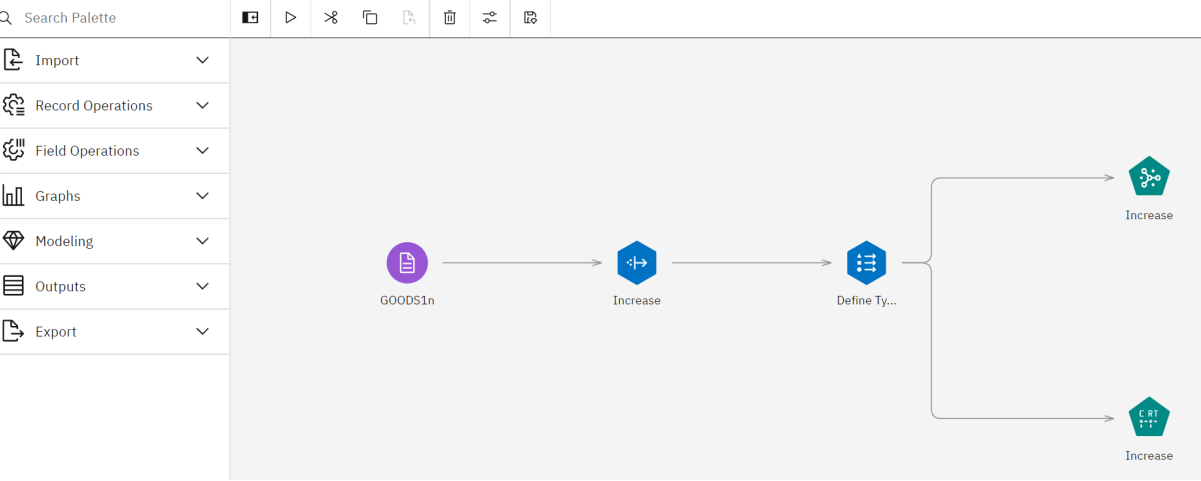 Search Palette
Import
Record Operations
Field Operations
Graphs
Modeling
Outputs
Export
GOODS1n
Increase
Define Ty...
Increase
C RT
Increase